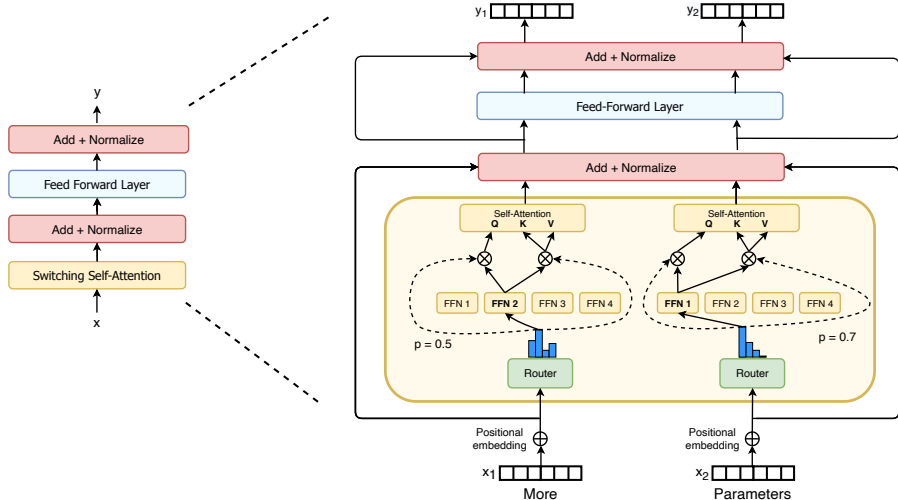 y
Add + Normalize
Feed Forward Layer
Add + Normalize
Switching Self-Attention
x
y1
y2
Add + Normalize
Feed-Forward Layer
Add + Normalize
Self-Attention
Q K V
Self-Attention
Q K V
FFN 1 FFN 2 FFN 3 FFN 4
FFN 1 FFN 2 FFN 3 FFN 4
p = 0.5
p = 0.7
Router
Router
Positional
embedding
Positional
embedding
x1
x2
More
Parameters